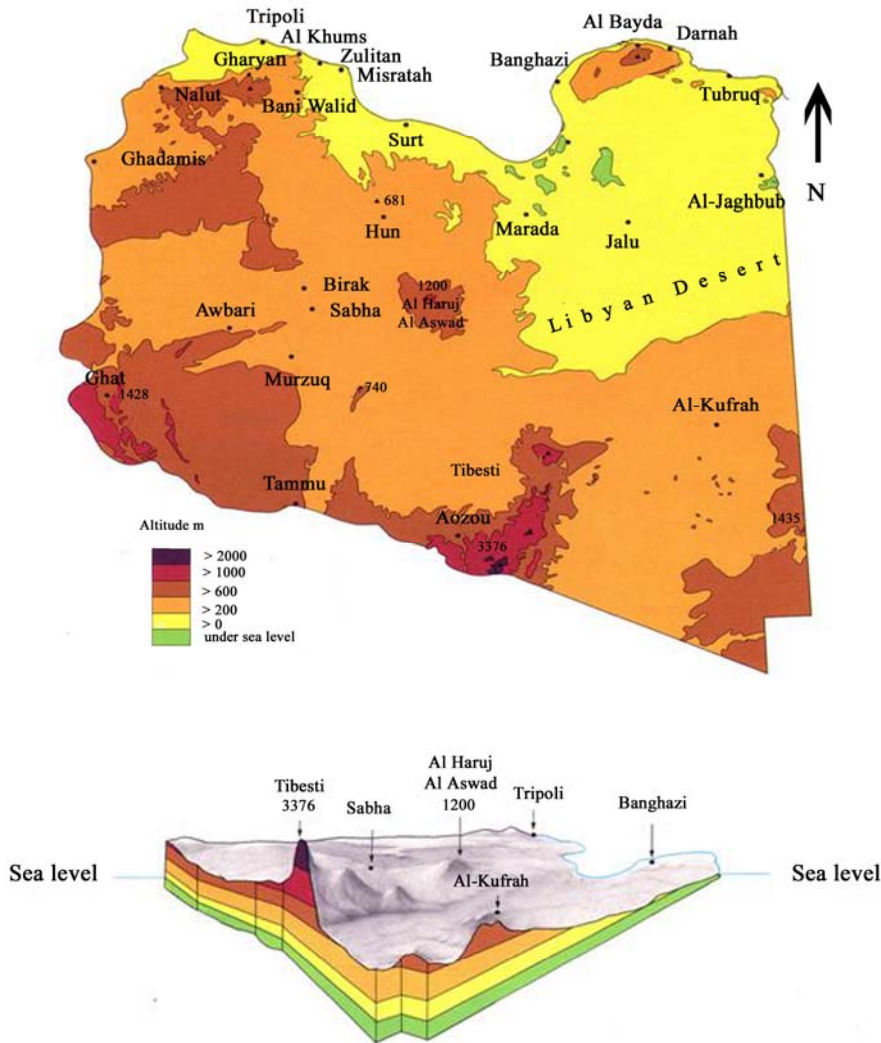 Tripoli
Al Khums
Zulitan
Misratah
Gharyan
Nalut
Bani Walid
Al Bayda
Darnah
Banghazi
Tubruq
Surt
Ghadamis
N
681
Hun
Marada
Jalu
Al-Jaghbub
Libyan Desert
1200
Al Haruj
Al Aswad
Birak
Sabha
Awbari
Murzuq
740
Ghat
1428
Al-Kufrah
Tibesti
Tammu
Aozou
3376
1435
Altitude m
> 2000
> 1000
> 600
> 200
> 0
under sea level
Tibesti
3376
Sabha
Al Haruj
Al Aswad
1200
Tripoli
Banghazi
Sea level
Al-Kufrah
Sea level